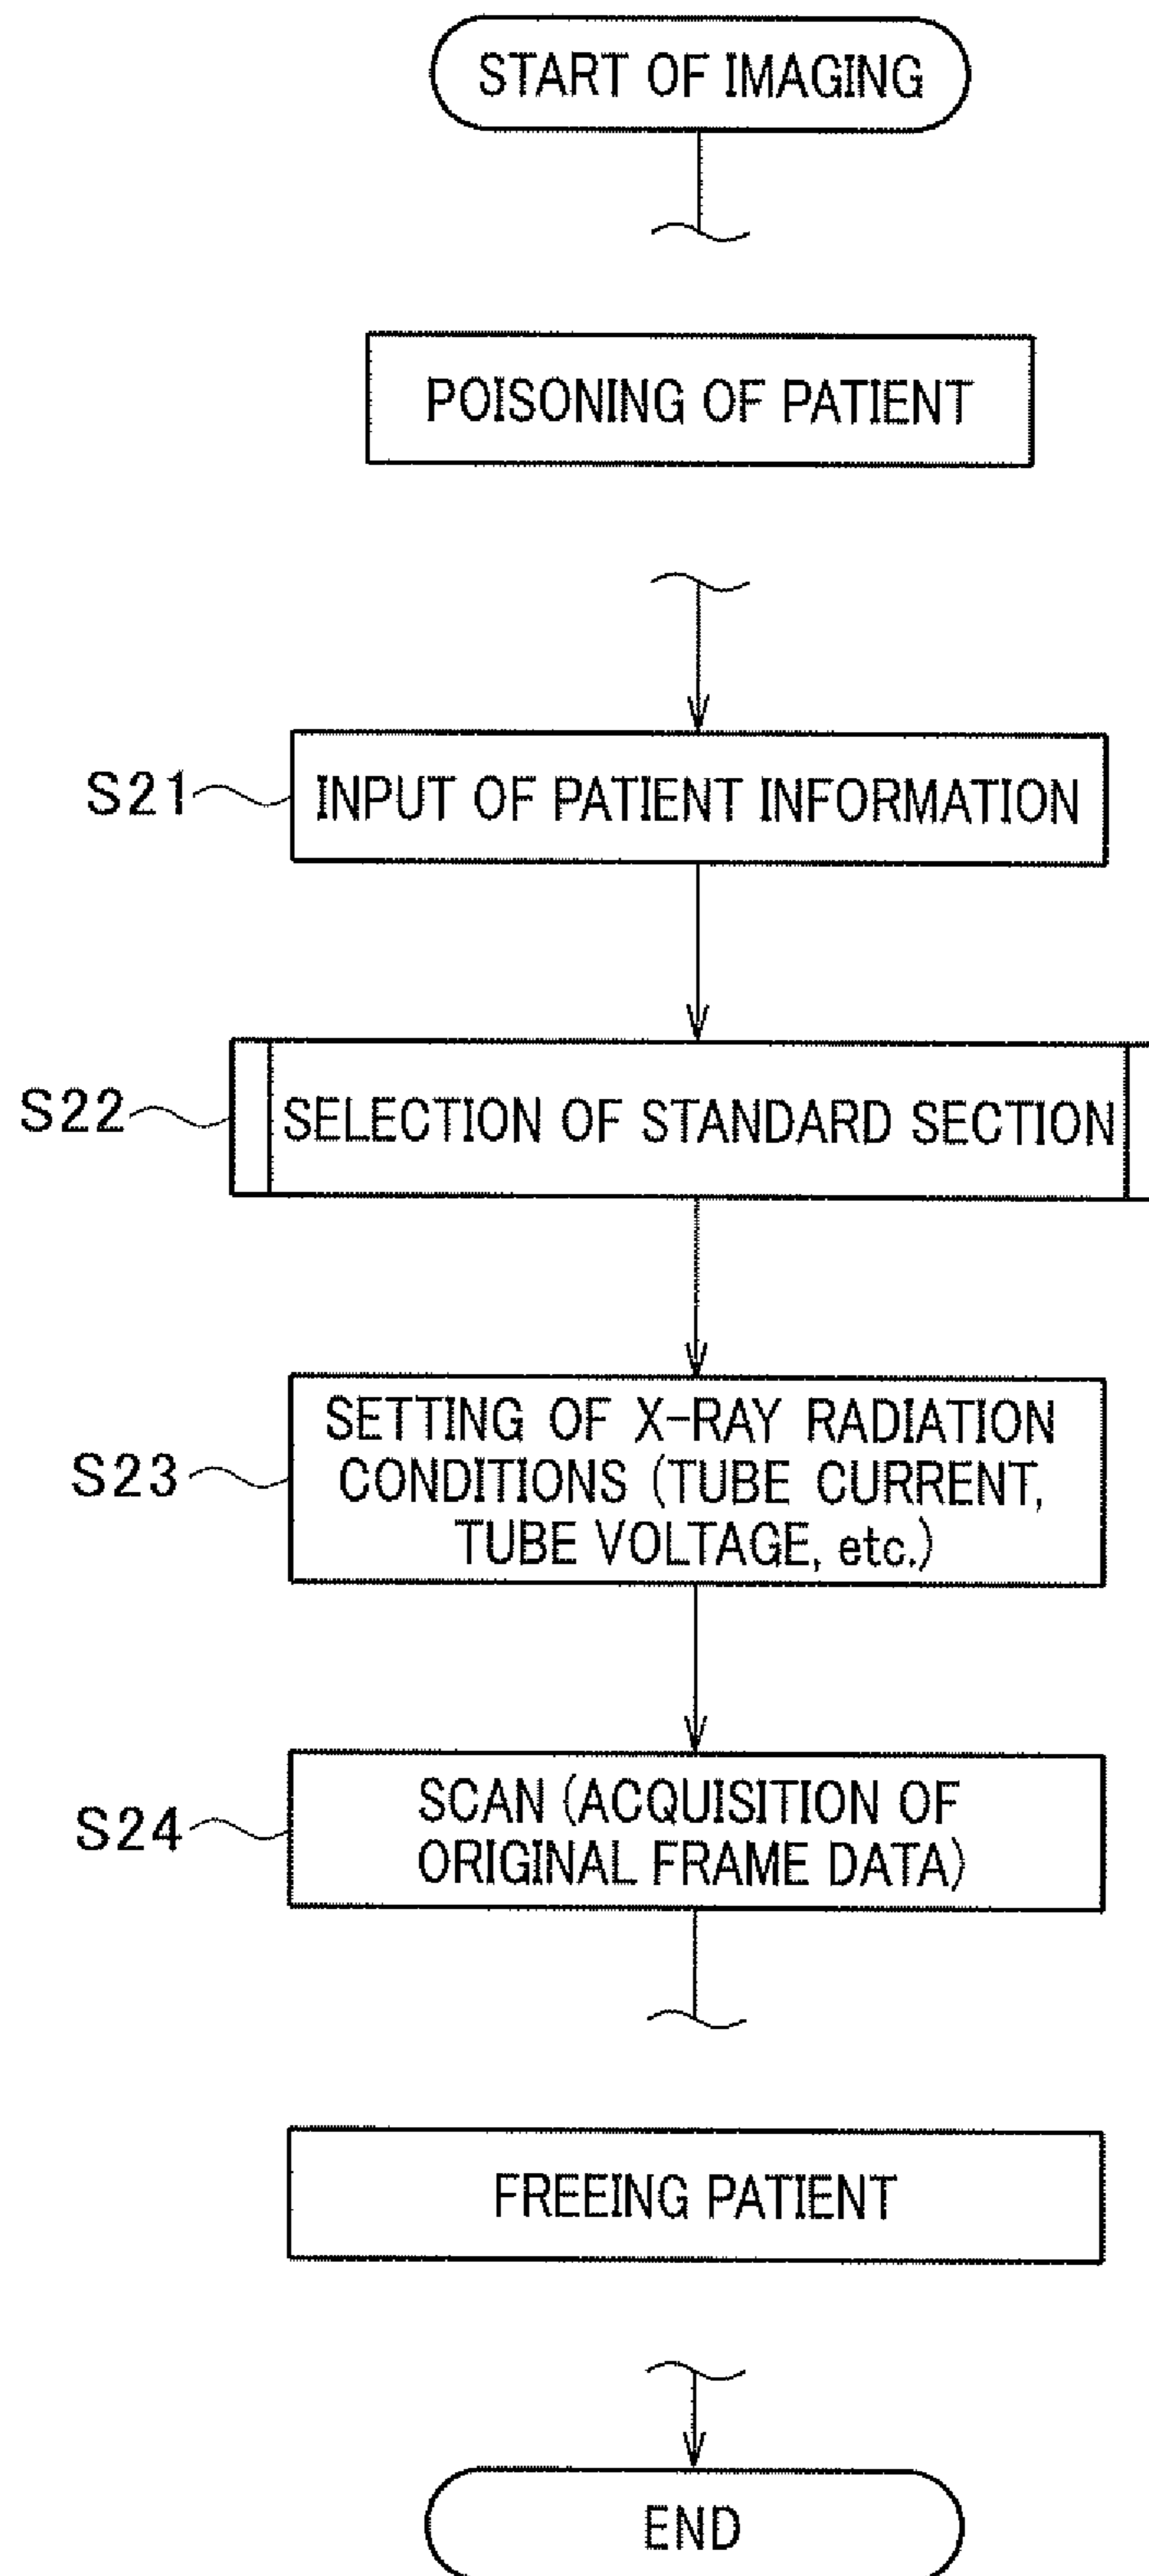 START OF IMAGING
POISONING OF PATIENT
S21
INPUT OF PATIENT INFORMATION
S22
SELECTION OF STANDARD SECTION
S23
SETTING OF X-RAY RADIATION
CONDITIONS (TUBE CURRENT,
TUBE VOLTAGE, etc.)
S24
SCAN (ACQUISITION OF
ORIGINAL FRAME DATA)
FREEING PATIENT
END